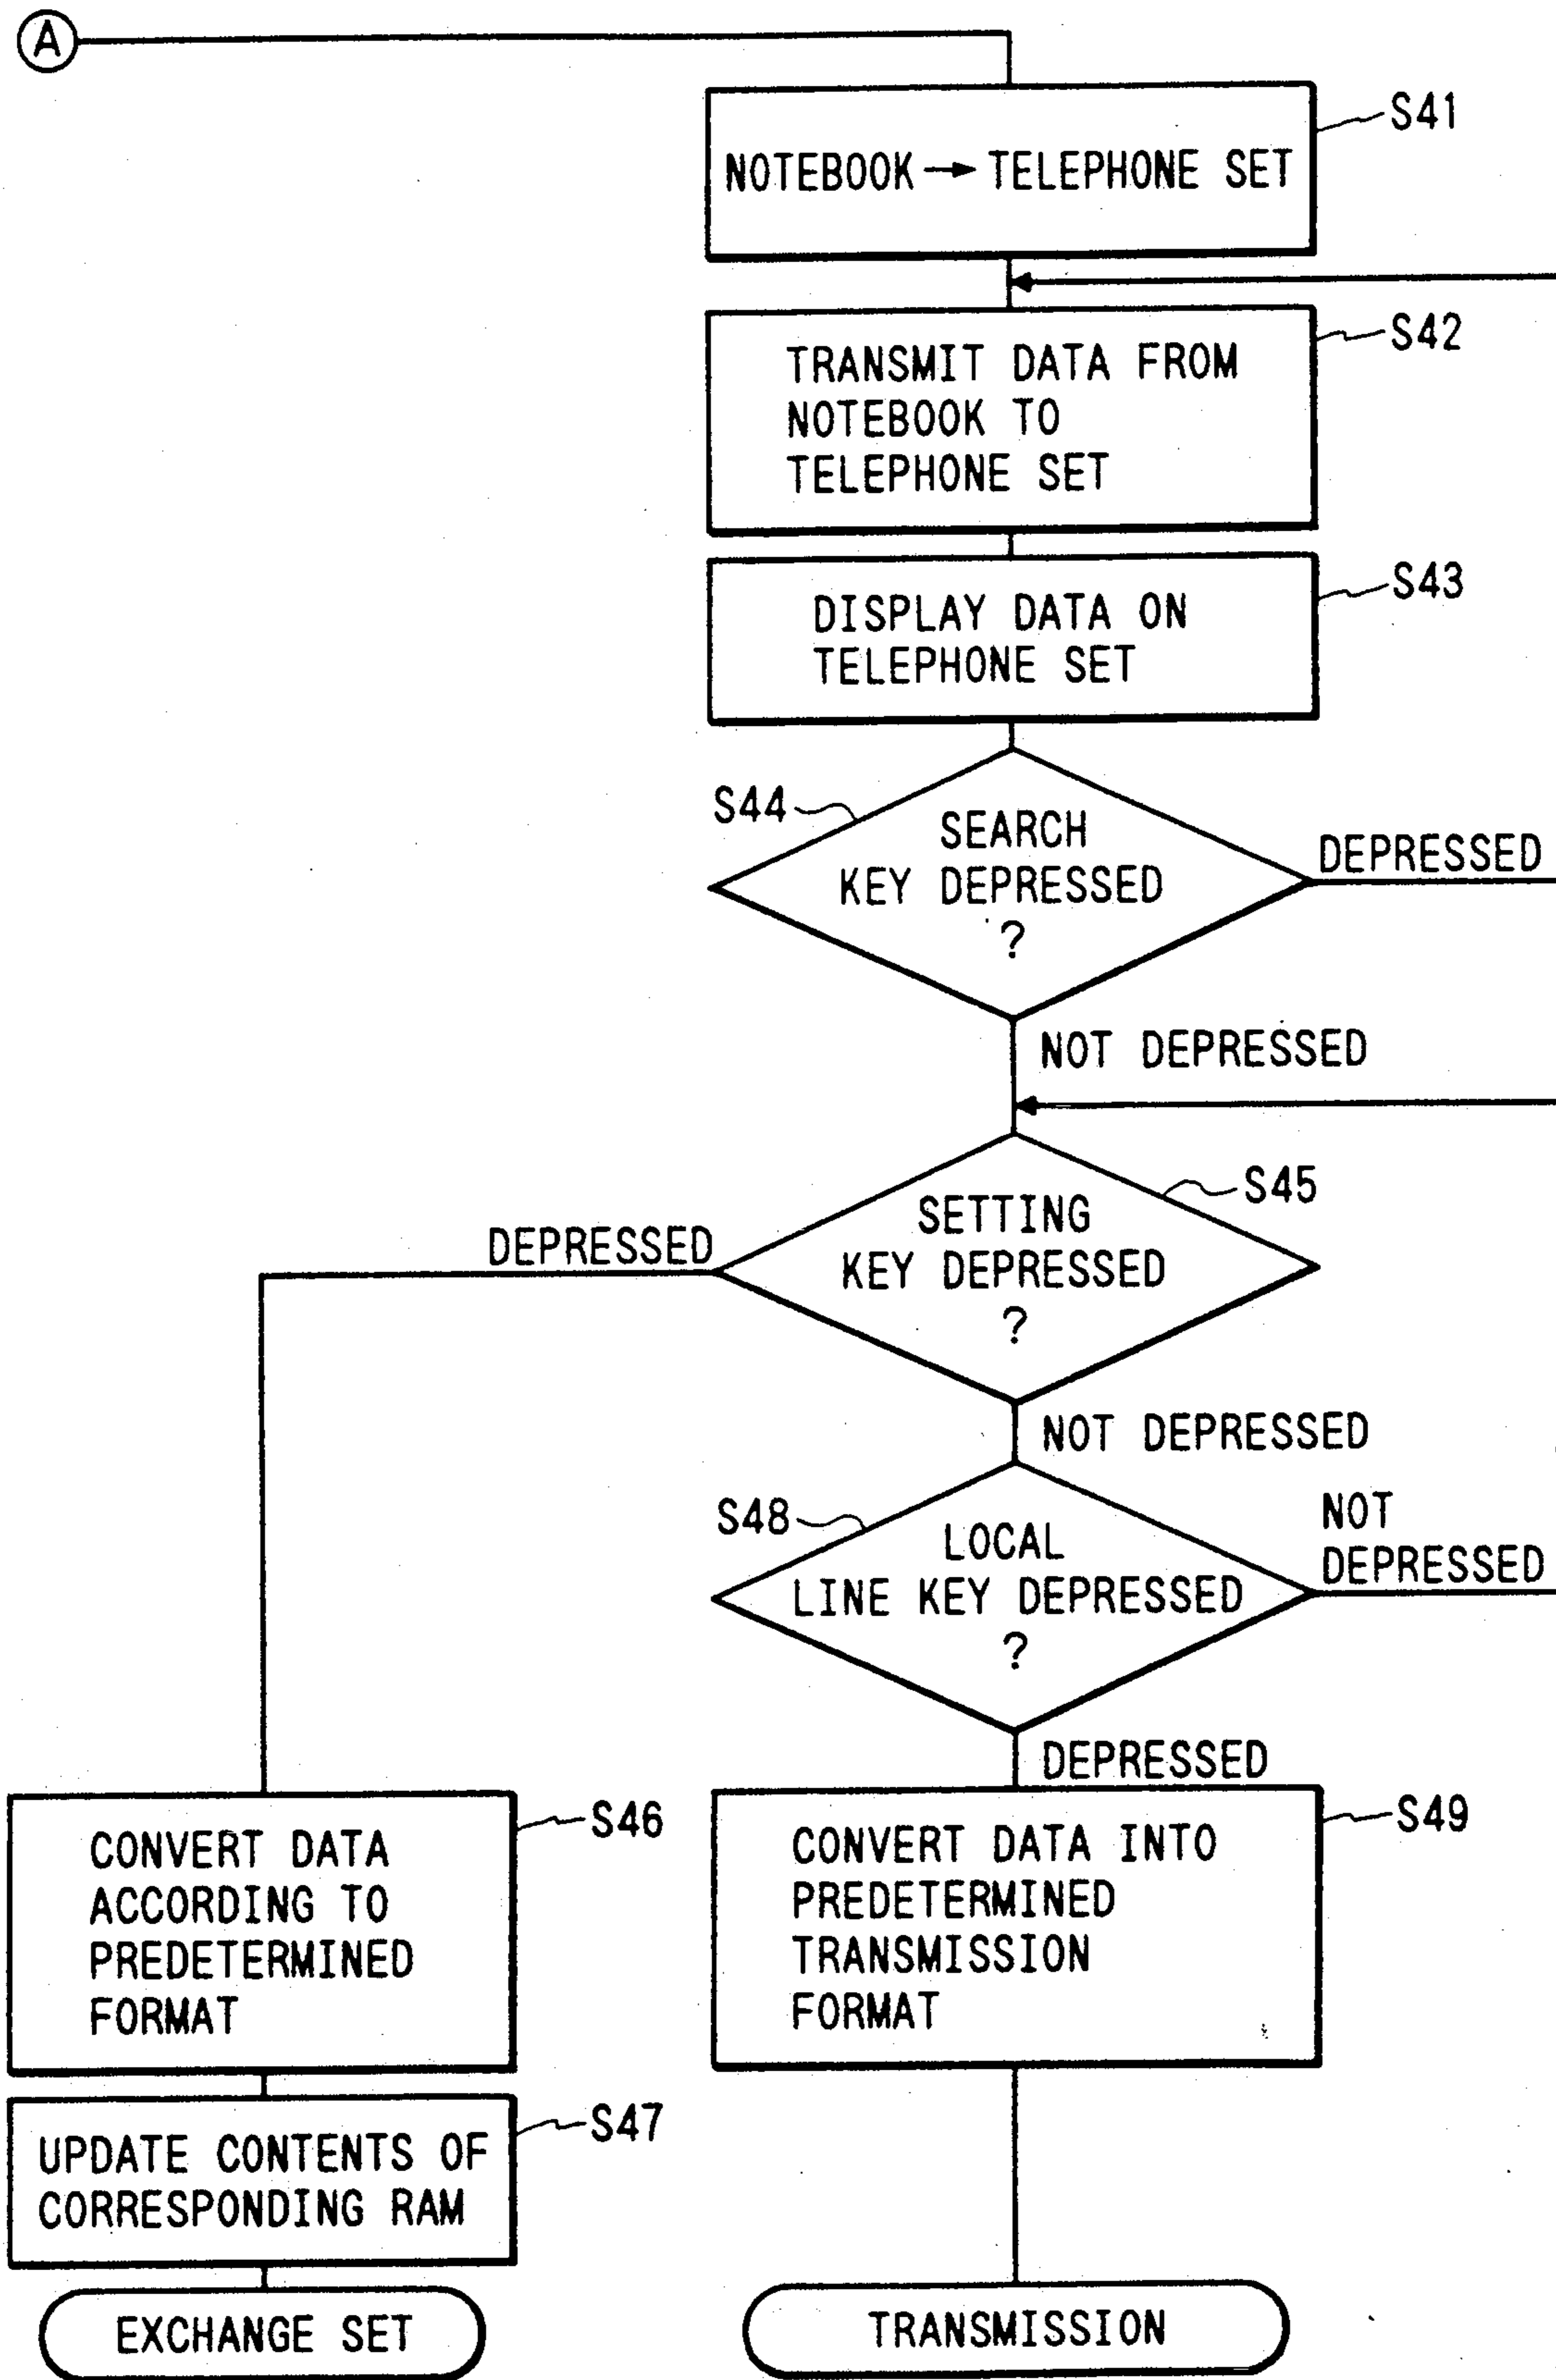 A
S41
NOTEBOOK → TELEPHONE SET
S42
TRANSMIT DATA FROM
NOTEBOOK TO
TELEPHONE SET
S43
DISPLAY DATA ON
TELEPHONE SET
S44
SEARCH
KEY DEPRESSED
?
DEPRESSED
NOT DEPRESSED
S45
SETTING
KEY DEPRESSED
?
DEPRESSED
NOT DEPRESSED
S48
LOCAL
LINE KEY DEPRESSED
?
NOT
DEPRESSED
DEPRESSED
S46
CONVERT DATA
ACCORDING TO
PREDETERMINED
FORMAT
S49
CONVERT DATA INTO
PREDETERMINED
TRANSMISSION
FORMAT
S47
UPDATE CONTENTS OF
CORRESPONDING RAM
EXCHANGE SET
TRANSMISSION